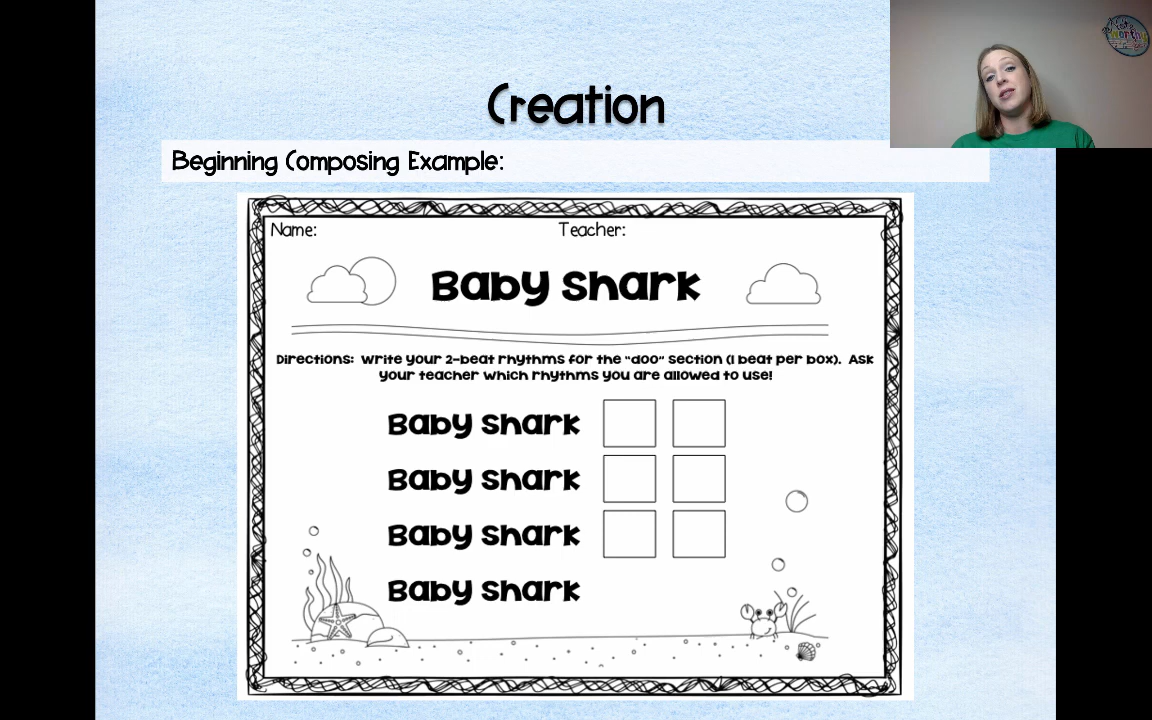 Creation
Beginning Composing Example:
Name: Teacher:
Baby Shark
Directions: Write your 2-beat rhythms for the "doo" section (1 beat per box). Ask
your teacher which rhythms you are allowed to use!
Baby Shark
Baby Shark
Baby Shark
Baby Shark